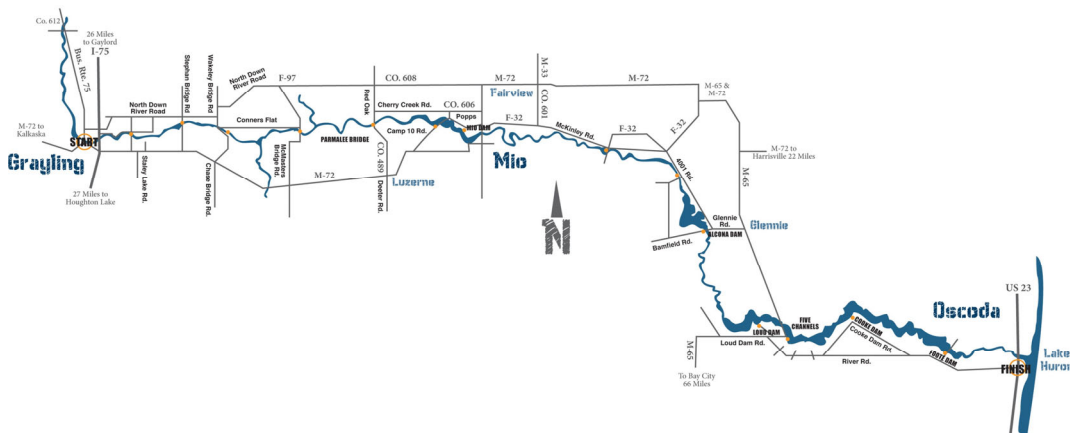 Co. 612
26 Miles
to Gaylord
I-75
Bus. Rte. 75
M-72 to
Kalkaska
START
Grayling
27 Miles to
Houghton Lake
North Down
River Road
Staley Lake Rd.
Stephan Bridge Rd
Wakeley Bridge Rd
Chase Bridge Rd.
North Down
River Road
F-97
Conners Flat
McMasters
Bridge Rd.
M-72
PARMALEE BRIDGE
Red Oak
CO. 608
Cherry Creek Rd.
CO. 606
Popps
Camp 10 Rd.
MIO DAM
CO. 489
Deeter Rd.
Luzerne
Mio
M-72
Fairview
F-32
M-33
CO. 601
McKinley Rd.
M-72
F-32
F-32
M-65 &
M-72
M-72 to
Harrisville 22 Miles
M-65
4001 Rd.
Glennie
Rd.
Glennie
ALCONA DAM
Bamfield Rd.
N
M-65
To Bay City
66 Miles
Loud Dam Rd.
LOUD DAM
FIVE
CHANNELS
COOKE DAM
Cooke Dam Rd.
River Rd.
FOOTE DAM
Oscoda
US 23
FINISH
Lake
Huron